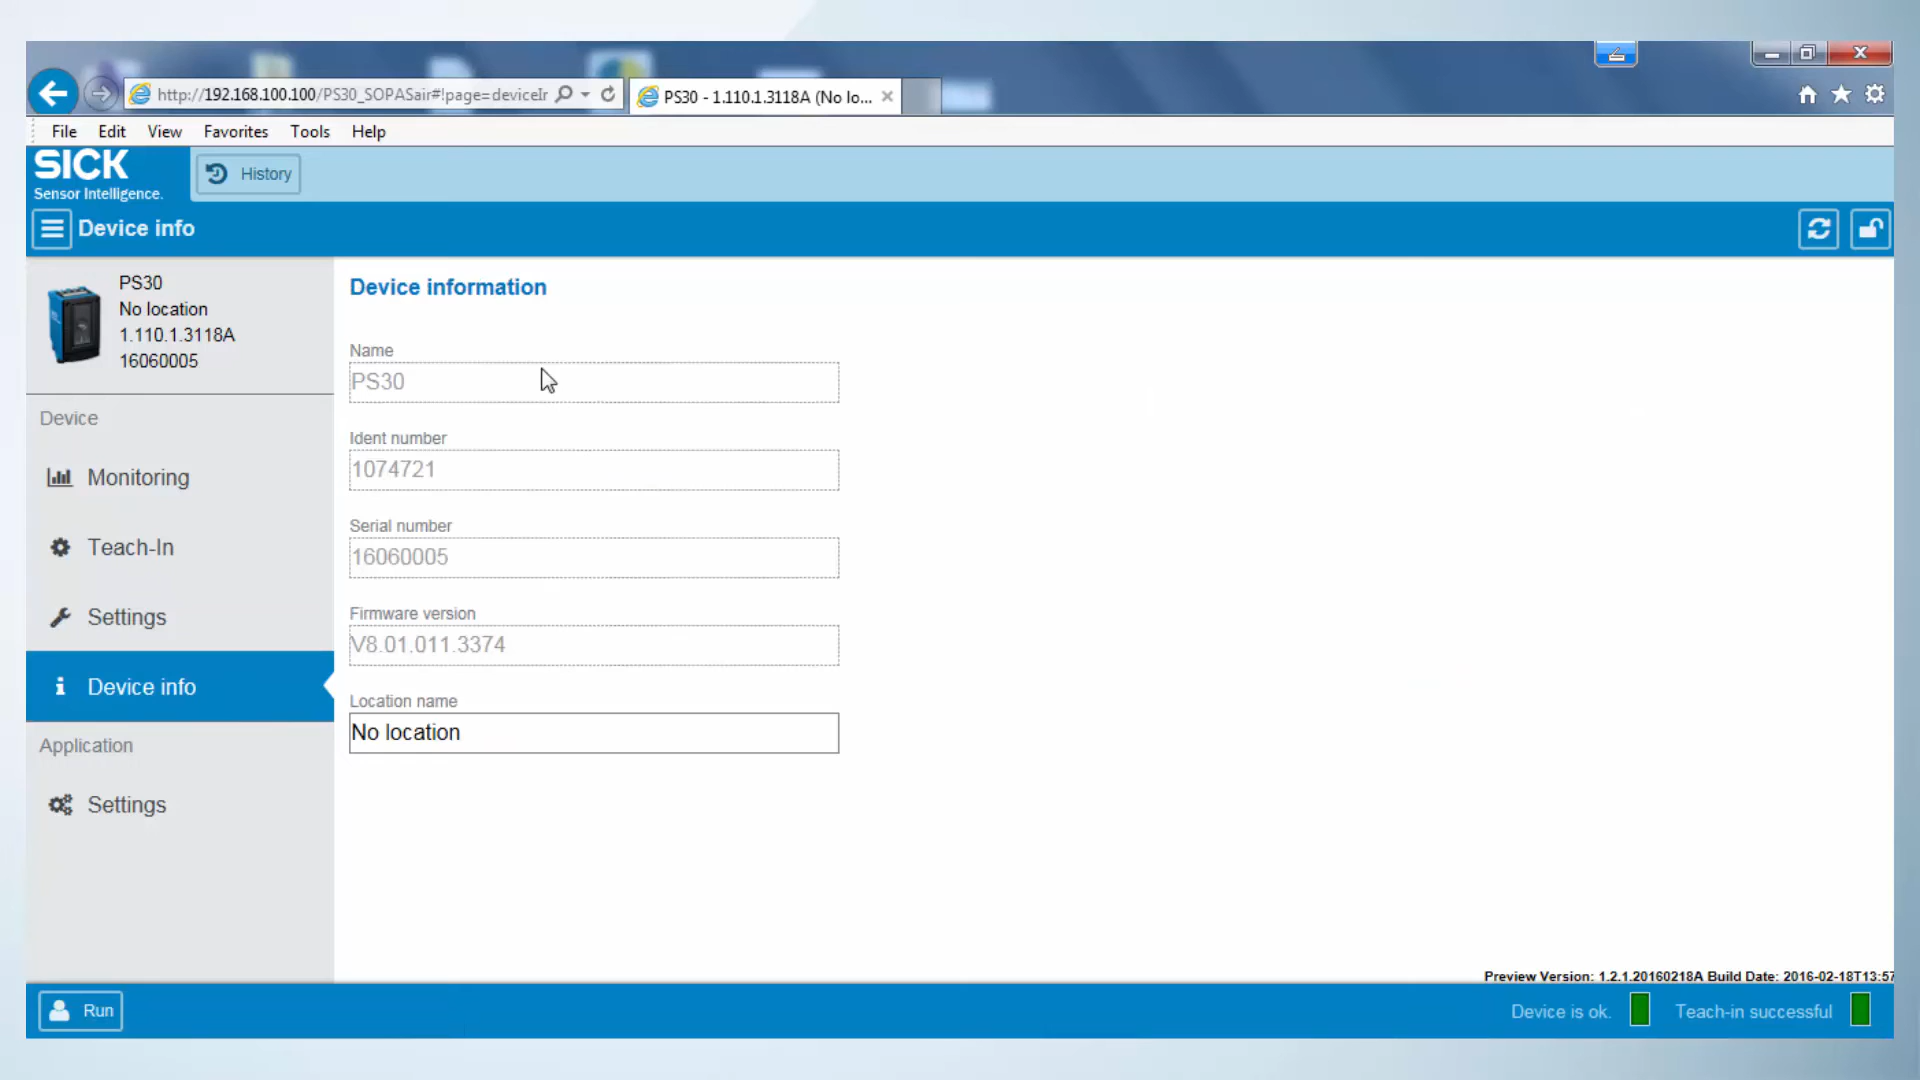 http://192.168.100.100/PS30_SOPASair#!page=deviceIr
PS30 - 1.110.1.3118A (No lo...
File Edit View Favorites Tools Help
SICK
Sensor Intelligence.
History
Device info
PS30
No location
1.110.1.3118A
16060005
Device
Monitoring
Teach-In
Settings
Device info
Application
Settings
Device information
Name
PS30
Ident number
1074721
Serial number
16060005
Firmware version
V8.01.011.3374
Location name
No location
Preview Version: 1.2.1.20160218A Build Date: 2016-02-18T13:57
Run
Device is ok.
Teach-in successful